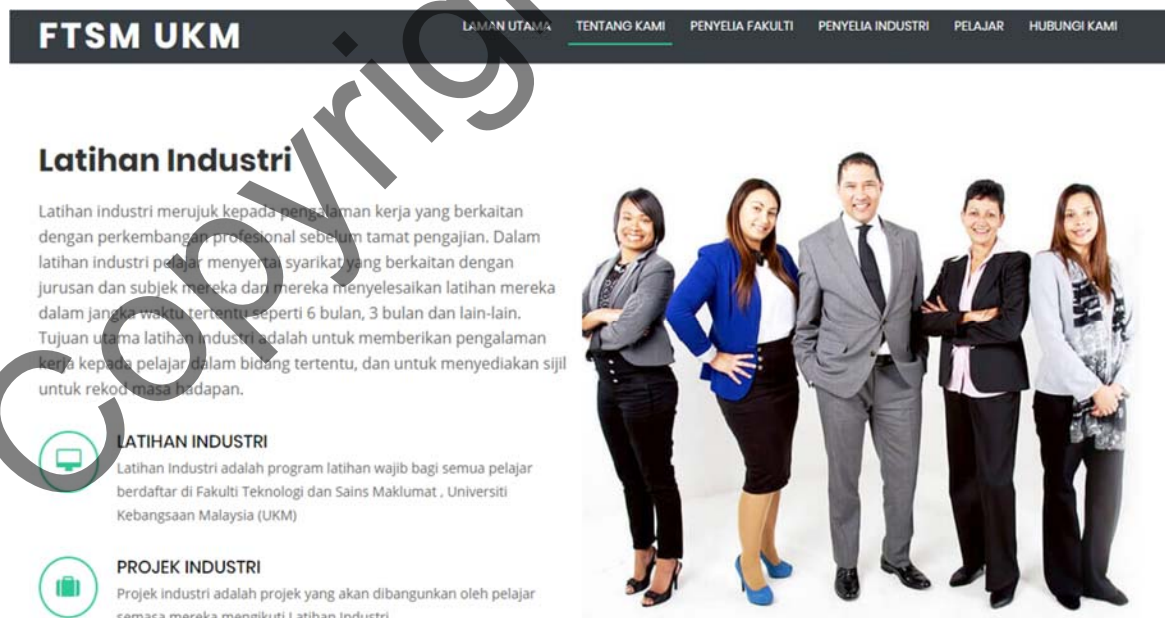 FTSM UKM
LAMAN UTAMA TENTANG KAMI PENYELIA FAKULTI PENYELIA INDUSTRI PELAJAR HUBUNGI KAMI
Latihan Industri
Latihan industri merujuk kepada pengalaman kerja yang berkaitan
dengan perkembangan profesional sebelum tamat pengajian. Dalam
latihan industri pelajar menyertai syarikat yang berkaitan dengan
jurusan dan subjek mereka dan mereka menyelesaikan latihan mereka
dalam jangka waktu tertentu seperti 6 bulan, 3 bulan dan lain-lain.
Tujuan utama latihan industri adalah untuk memberikan pengalaman
kerja kepada pelajar dalam bidang tertentu, dan untuk menyediakan sijil
untuk rekod masa hadapan.
LATIHAN INDUSTRI
Latihan Industri adalah program latihan wajib bagi semua pelajar
berdaftar di Fakulti Teknologi dan Sains Maklumat , Universiti
Kebangsaan Malaysia (UKM)
PROJEK INDUSTRI
Projek industri adalah projek yang akan dibangunkan oleh pelajar
semasa mereka mengikuti Latihan Industri
Copyrig